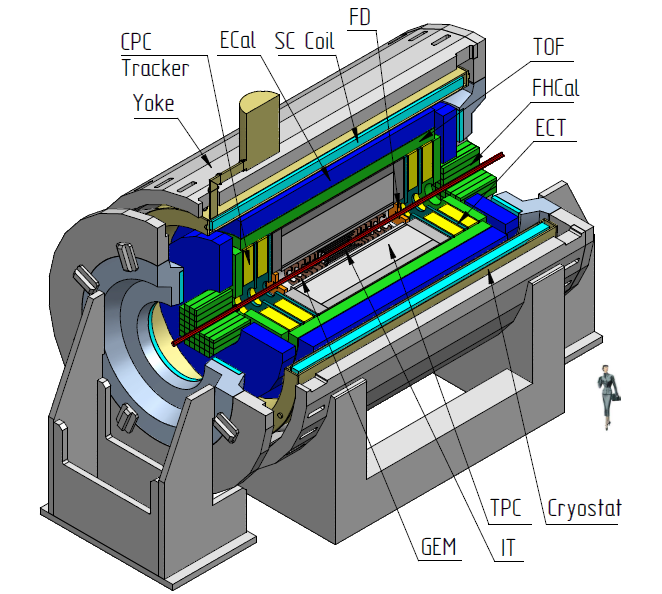 FD
CPC
Tracker
ECal
SC Coil
TOF
Yoke
FHCal
ECT
TPC
Cryostat
GEM
IT